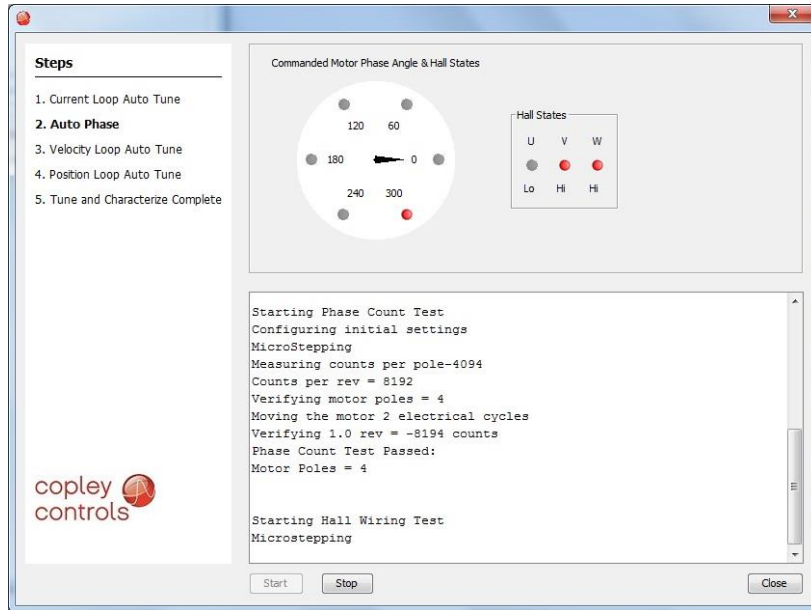 Steps
1. Current Loop Auto Tune
2. Auto Phase
3. Velocity Loop Auto Tune
4. Position Loop Auto Tune
5. Tune and Characterize Complete
copley
controls
Commanded Motor Phase Angle & Hall States
120 60
180 0
240 300
Hall States
U V W
Lo Hi Hi
Starting Phase Count Test
Configuring initial settings
MicroStepping
Measuring counts per pole-4094
Counts per rev = 8192
Verifying motor poles = 4
Moving the motor 2 electrical cycles
Verifying 1.0 rev = -8194 counts
Phase Count Test Passed:
Motor Poles = 4
Starting Hall Wiring Test
Microstepping
Start Stop Close